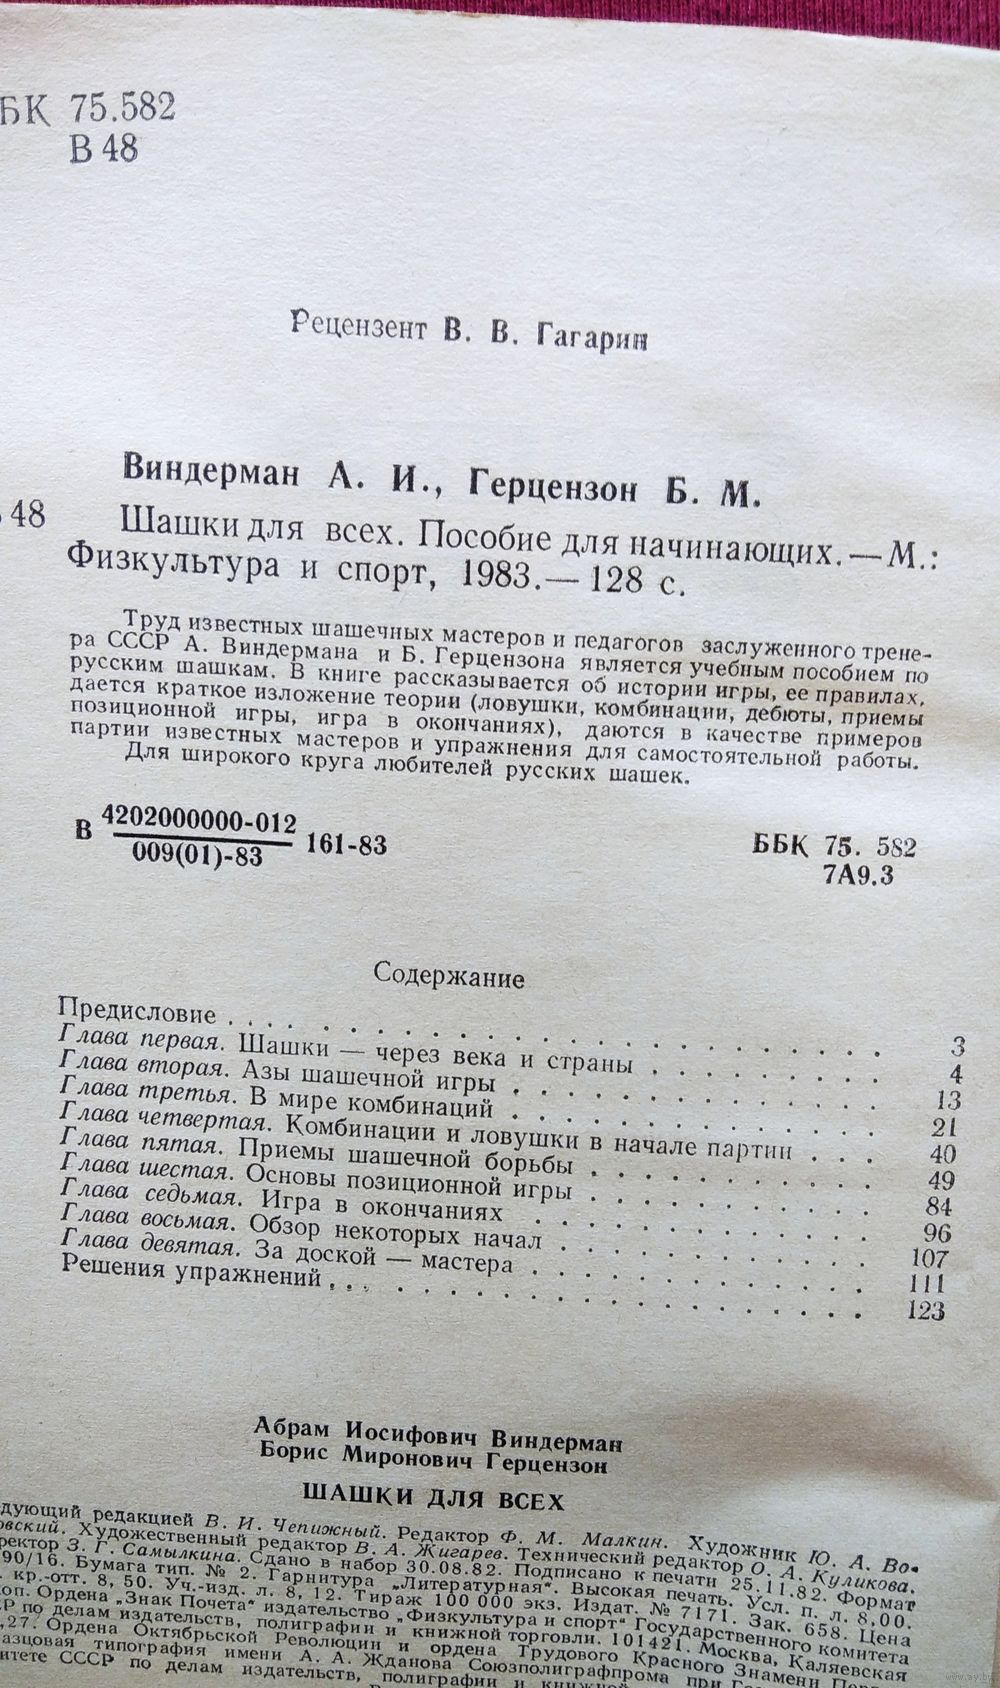 БК 75.582
В 48
Рецензент В. В. Гагарин
Виндерман А. И., Герцензон Б. М.
48 Шашки для всех. Пособие для начинающих. — М.:
Физкультура и спорт, 1983. — 128 с.
Труд известных шашечных мастеров и педагогов заслуженного трене-
ра СССР А. Виндермана и Б. Герцензона является учебным пособием по
русским шашкам. В книге рассказывается об истории игры, ее правилах,
дается краткое изложение теории (ловушки, комбинации, дебюты, приемы
позиционной игры, игра в окончаниях), даются в качестве примеров
партии известных мастеров и упражнения для самостоятельной работы.
Для широкого круга любителей русских шашек.
В 4202000000-012 161-83
009(01)-83
ББК 75. 582
7А9.3
Содержание
Предисловие . . . . . . . . . . . . . . . . . . . . 3
Глава первая. Шашки — через века и страны . . . . . . . . 4
Глава вторая. Азы шашечной игры . . . . . . . . . . . . 13
Глава третья. В мире комбинаций . . . . . . . . . . . . 21
Глава четвертая. Комбинации и ловушки в начале партии . . . 40
Глава пятая. Приемы шашечной борьбы . . . . . . . . . . 49
Глава шестая. Основы позиционной игры . . . . . . . . . . 84
Глава седьмая. Игра в окончаниях . . . . . . . . . . . . 96
Глава восьмая. Обзор некоторых начал . . . . . . . . . . 107
Глава девятая. За доской — мастера . . . . . . . . . . . 111
Решения упражнений . . . . . . . . . . . . . . . . . 123
Абрам Иосифович Виндерман
Борис Миронович Герцензон
ШАШКИ ДЛЯ ВСЕХ
дующий редакцией В. И. Чепижный. Редактор Ф. М. Малкин. Художник Ю. А. Во-
овский. Художественный редактор В. А. Жигарев. Технический редактор О. А. Куликова.
ректор З. Г. Самылкина. Сдано в набор 30.08.82. Подписано к печати 25.11.82. Формат
90/16. Бумага тип. № 2. Гарнитура „Литературная“. Высокая печать. Усл. п. л. 8,00.
кр.-отт. 8, 50. Уч.-изд. л. 8, 12. Тираж 100 000 экз. Издат. № 7171. Зак. 658. Цена
коп. Ордена „Знак Почета“ издательство „Физкультура и спорт“ Государственного комитета
СР по делам издательств, полиграфии и книжной торговли. 101421. Москва, Каляевская
,27. Ордена Октябрьской Революции и ордена Трудового Красного Знамени
азцовая типография имени А. А. Жданова Союзполиграфпрома при
итете СССР по делам издательств, полиграфии и книжной